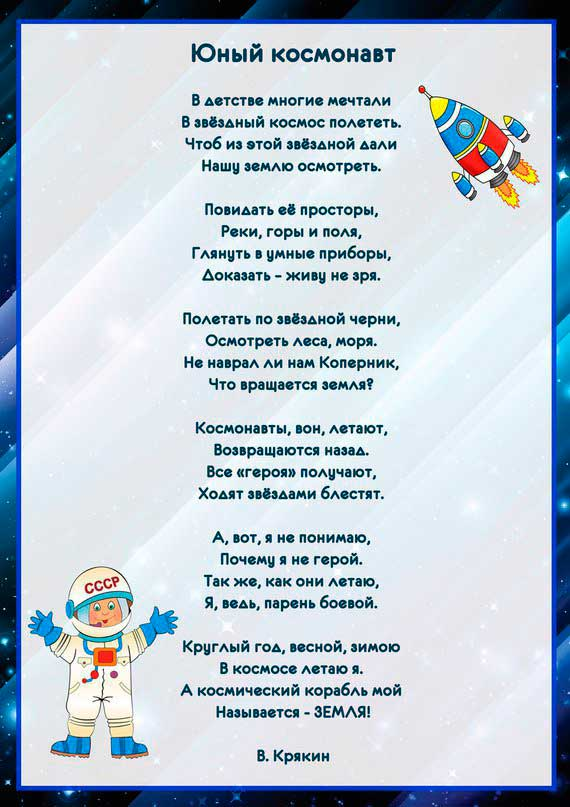 Юный космонавт
В детстве многие мечтали
В звёздный космос полететь.
Чтоб из этой звёздной дали
Нашу землю осмотреть.
Повидать её просторы,
Реки, горы и поля,
Глянуть в умные приборы,
Доказать - живу не зря.
Полетать по звёздной черни,
Осмотреть леса, моря.
Не наврал ли нам Коперник,
Что вращается земля?
Космонавты, вон, летают,
Возвращаются назад.
Все «героя» получают,
Ходят звёздами блестят.
А, вот, я не понимаю,
Почему я не герой.
Так же, как они летаю,
Я, ведь, парень боевой.
Круглый год, весной, зимою
В космосе летаю я.
А космический корабль мой
Называется - ЗЕМЛЯ!
В. Крякин
СССР